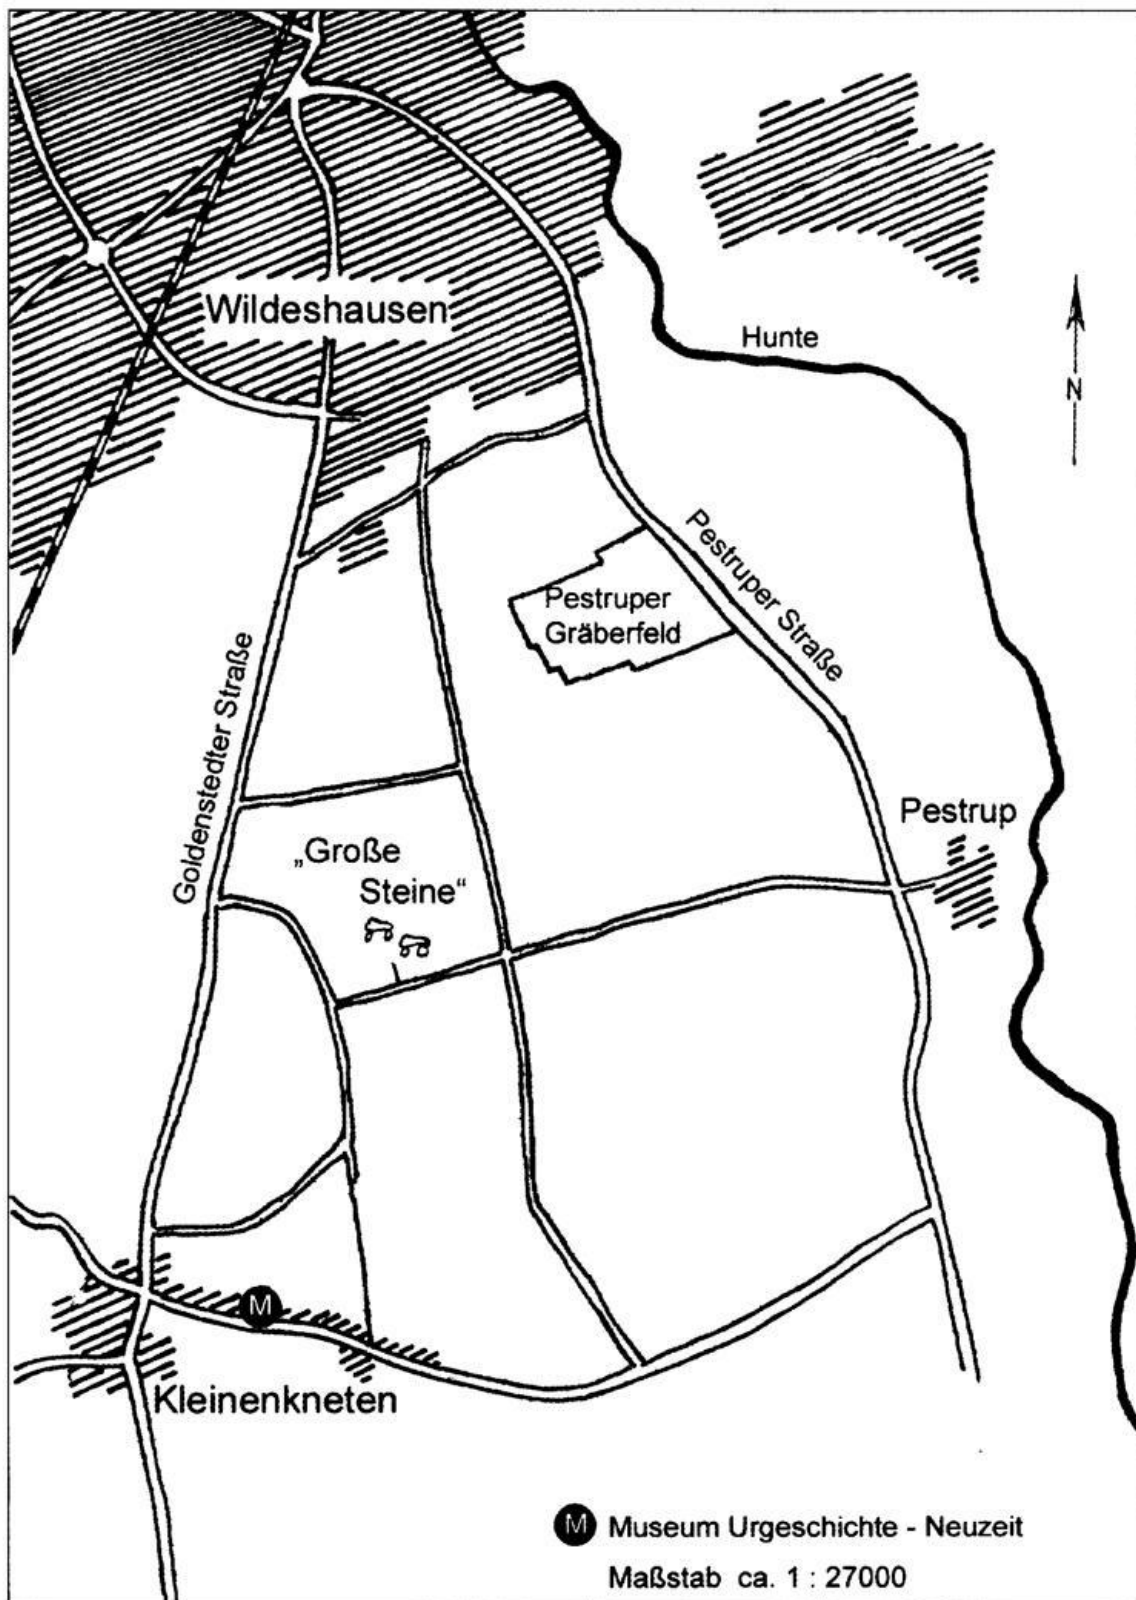 Wildeshausen
Hunte
N
Pestruper Straße
Pestruper
Gräberfeld
Goldenstedter Straße
Pestrup
„Große
Steine“
M
Kleinenkneten
M Museum Urgeschichte - Neuzeit
Maßstab ca. 1 : 27000